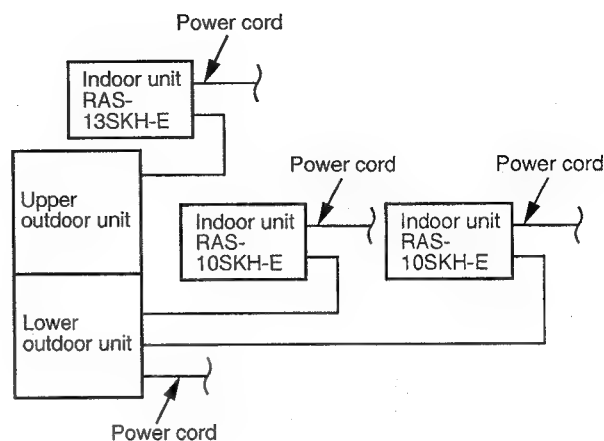 Power cord
Indoor unit
RAS-
13SKH-E
Upper
outdoor unit
Power cord
Indoor unit
RAS-
10SKH-E
Power cord
Indoor unit
RAS-
10SKH-E
Lower
outdoor unit
Power cord